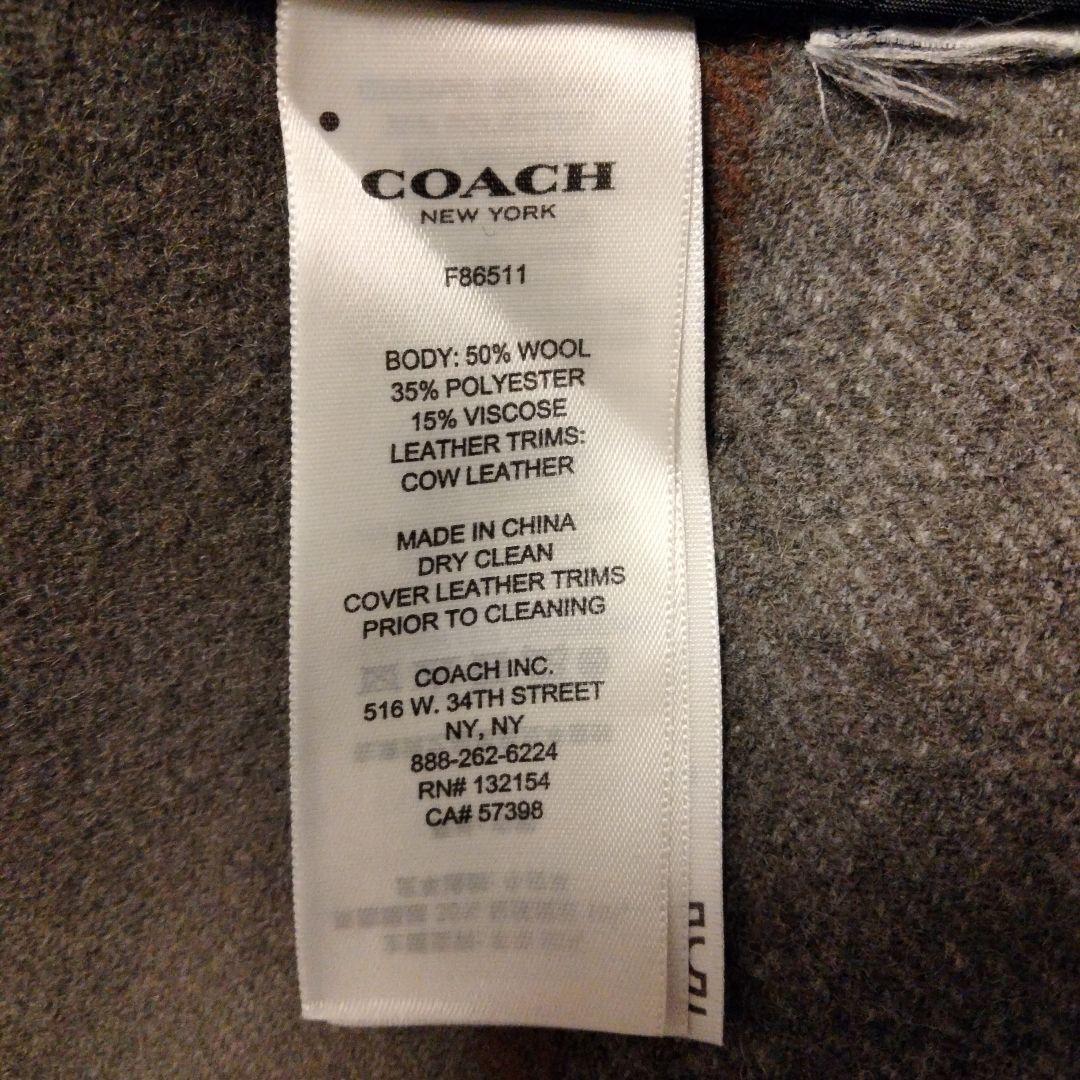 COACH
NEW YORK
F86511
BODY: 50% WOOL
35% POLYESTER
15% VISCOSE
LEATHER TRIMS:
COW LEATHER
MADE IN CHINA
DRY CLEAN
COVER LEATHER TRIMS
PRIOR TO CLEANING
COACH INC.
516 W. 34TH STREET
NY, NY
888-262-6224
RN# 132154
CA# 57398